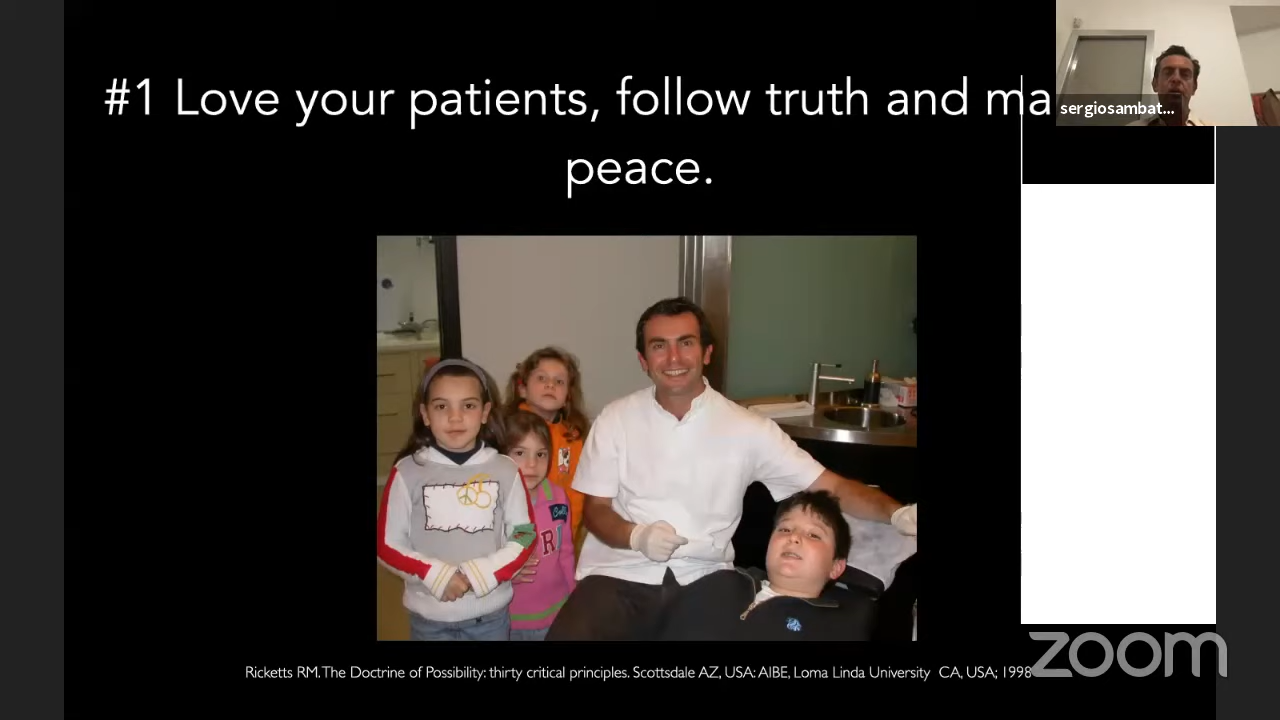 #1 Love your patients, follow truth and ma
peace.
sergiosambat...
R
Ricketts RM. The Doctrine of Possibility: thirty critical principles. Scottsdale AZ, USA: AIBE, Loma Linda University CA, USA; 1998
zoom